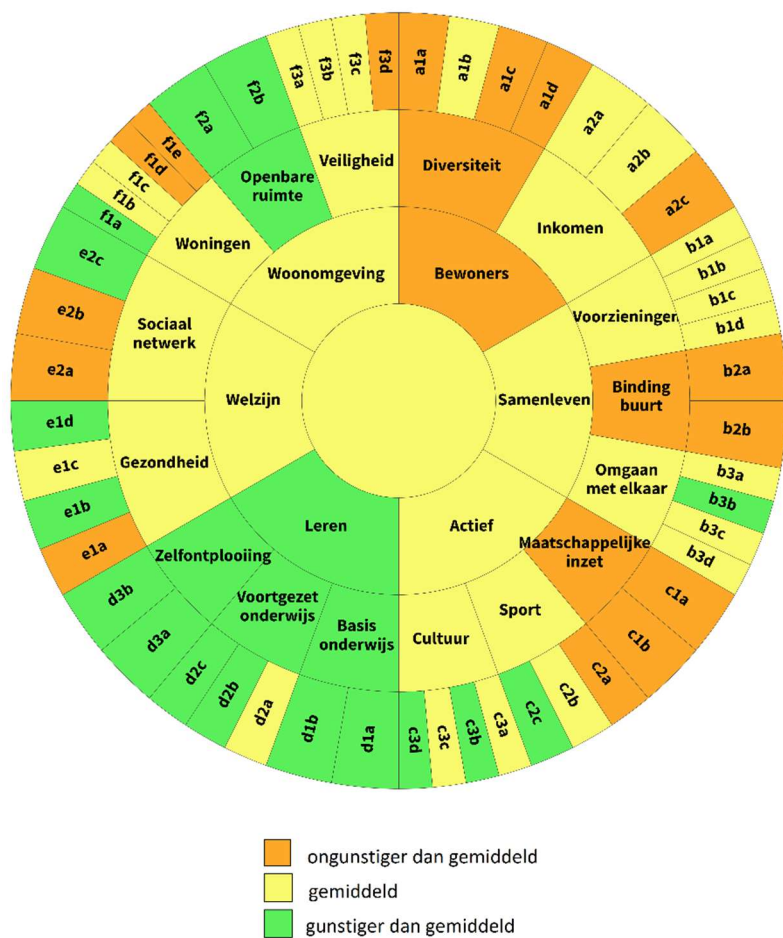 a1a
a1b
a1c
a1d
a2a
a2b
a2c
b1a
b1b
b1c
b1d
b2a
b2b
b3a
b3b
b3c
b3d
c1a
c1b
c2a
c2b
c2c
c3a
c3b
c3c
c3d
d1a
d1b
d2a
d2b
d2c
d3a
d3b
e1a
e1b
e1c
e1d
e2a
e2b
e2c
f1a
f1b
f1c
f1d
f1e
f2a
f2b
f3a
f3b
f3c
f3d
Diversiteit
Inkomen
Voorzieningen
Binding
buurt
Omgaan
met elkaar
Maatschappelijke
inzet
Sport
Cultuur
Basis
onderwijs
Voortgezet
onderwijs
Zelfontplooiing
Gezondheid
Sociaal
netwerk
Woningen
Openbare
ruimte
Veiligheid
Bewoners
Samenleven
Actief
Leren
Welzijn
Woonomgeving
ongunstiger dan gemiddeld
gemiddeld
gunstiger dan gemiddeld